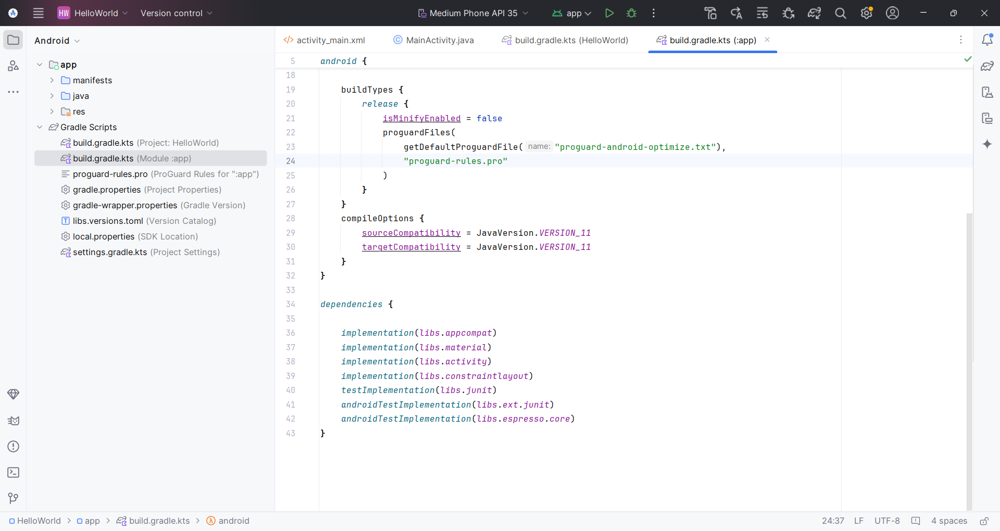 HW HelloWorld Version control Medium Phone API 35 app
Android
activity_main.xml MainActivity.java build.gradle.kts (HelloWorld) build.gradle.kts (:app)
app
manifests
java
res
Gradle Scripts
build.gradle.kts (Project: HelloWorld)
build.gradle.kts (Module :app)
proguard-rules.pro (ProGuard Rules for ":app")
gradle.properties (Project Properties)
gradle-wrapper.properties (Gradle Version)
libs.versions.toml (Version Catalog)
local.properties (SDK Location)
settings.gradle.kts (Project Settings)
5 android {
18
19 buildTypes {
20 release {
21 isMinifyEnabled = false
22 proguardFiles(
23 getDefaultProguardFile( name: "proguard-android-optimize.txt"),
24 "proguard-rules.pro"
25 )
26 }
27 }
28 compileOptions {
29 sourceCompatibility = JavaVersion.VERSION_11
30 targetCompatibility = JavaVersion.VERSION_11
31 }
32 }
33
34 dependencies {
35
36 implementation(libs.appcompat)
37 implementation(libs.material)
38 implementation(libs.activity)
39 implementation(libs.constraintlayout)
40 testImplementation(libs.junit)
41 androidTestImplementation(libs.ext.junit)
42 androidTestImplementation(libs.espresso.core)
43 }
HelloWorld > app > build.gradle.kts > android 24:37 LF UTF-8 4 spaces